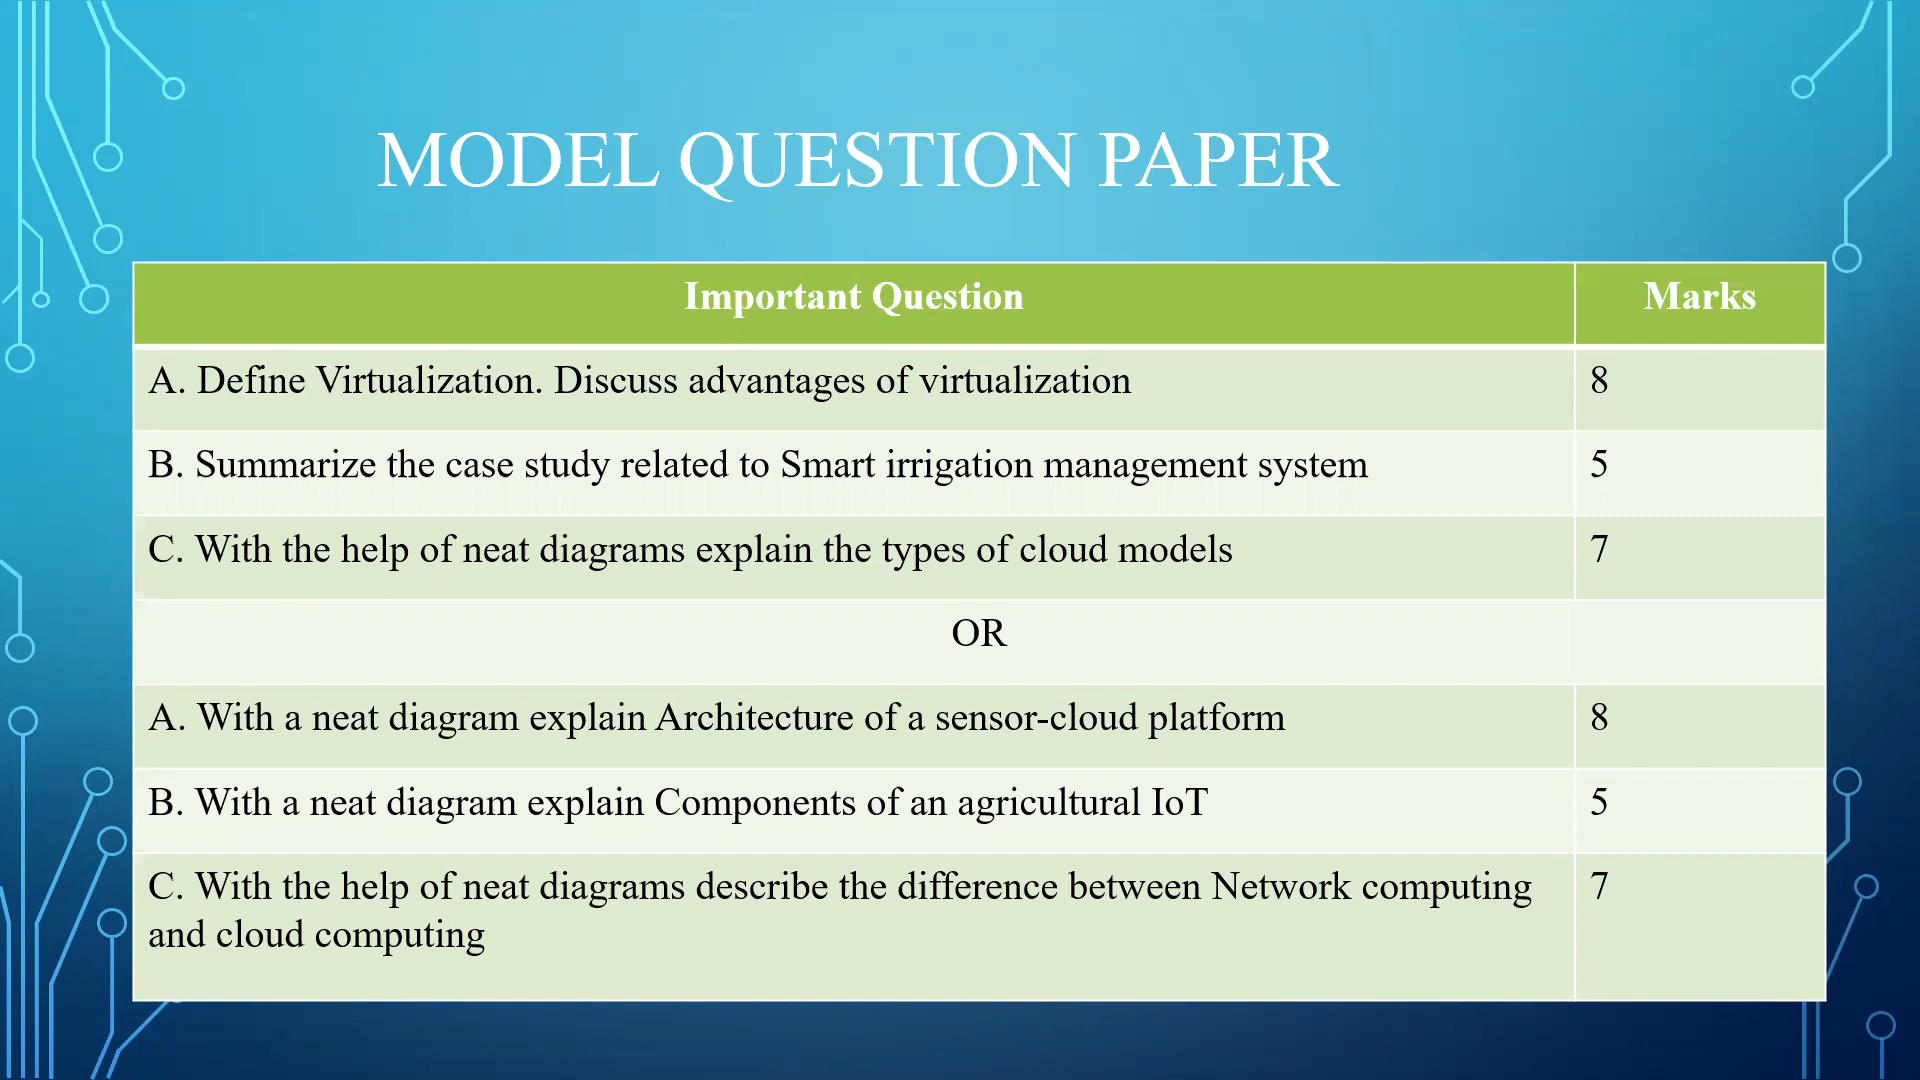 MODEL QUESTION PAPER
Important Question Marks
A. Define Virtualization. Discuss advantages of virtualization 8
B. Summarize the case study related to Smart irrigation management system 5
C. With the help of neat diagrams explain the types of cloud models 7
OR
A. With a neat diagram explain Architecture of a sensor-cloud platform 8
B. With a neat diagram explain Components of an agricultural IoT 5
C. With the help of neat diagrams describe the difference between Network computing 7
and cloud computing